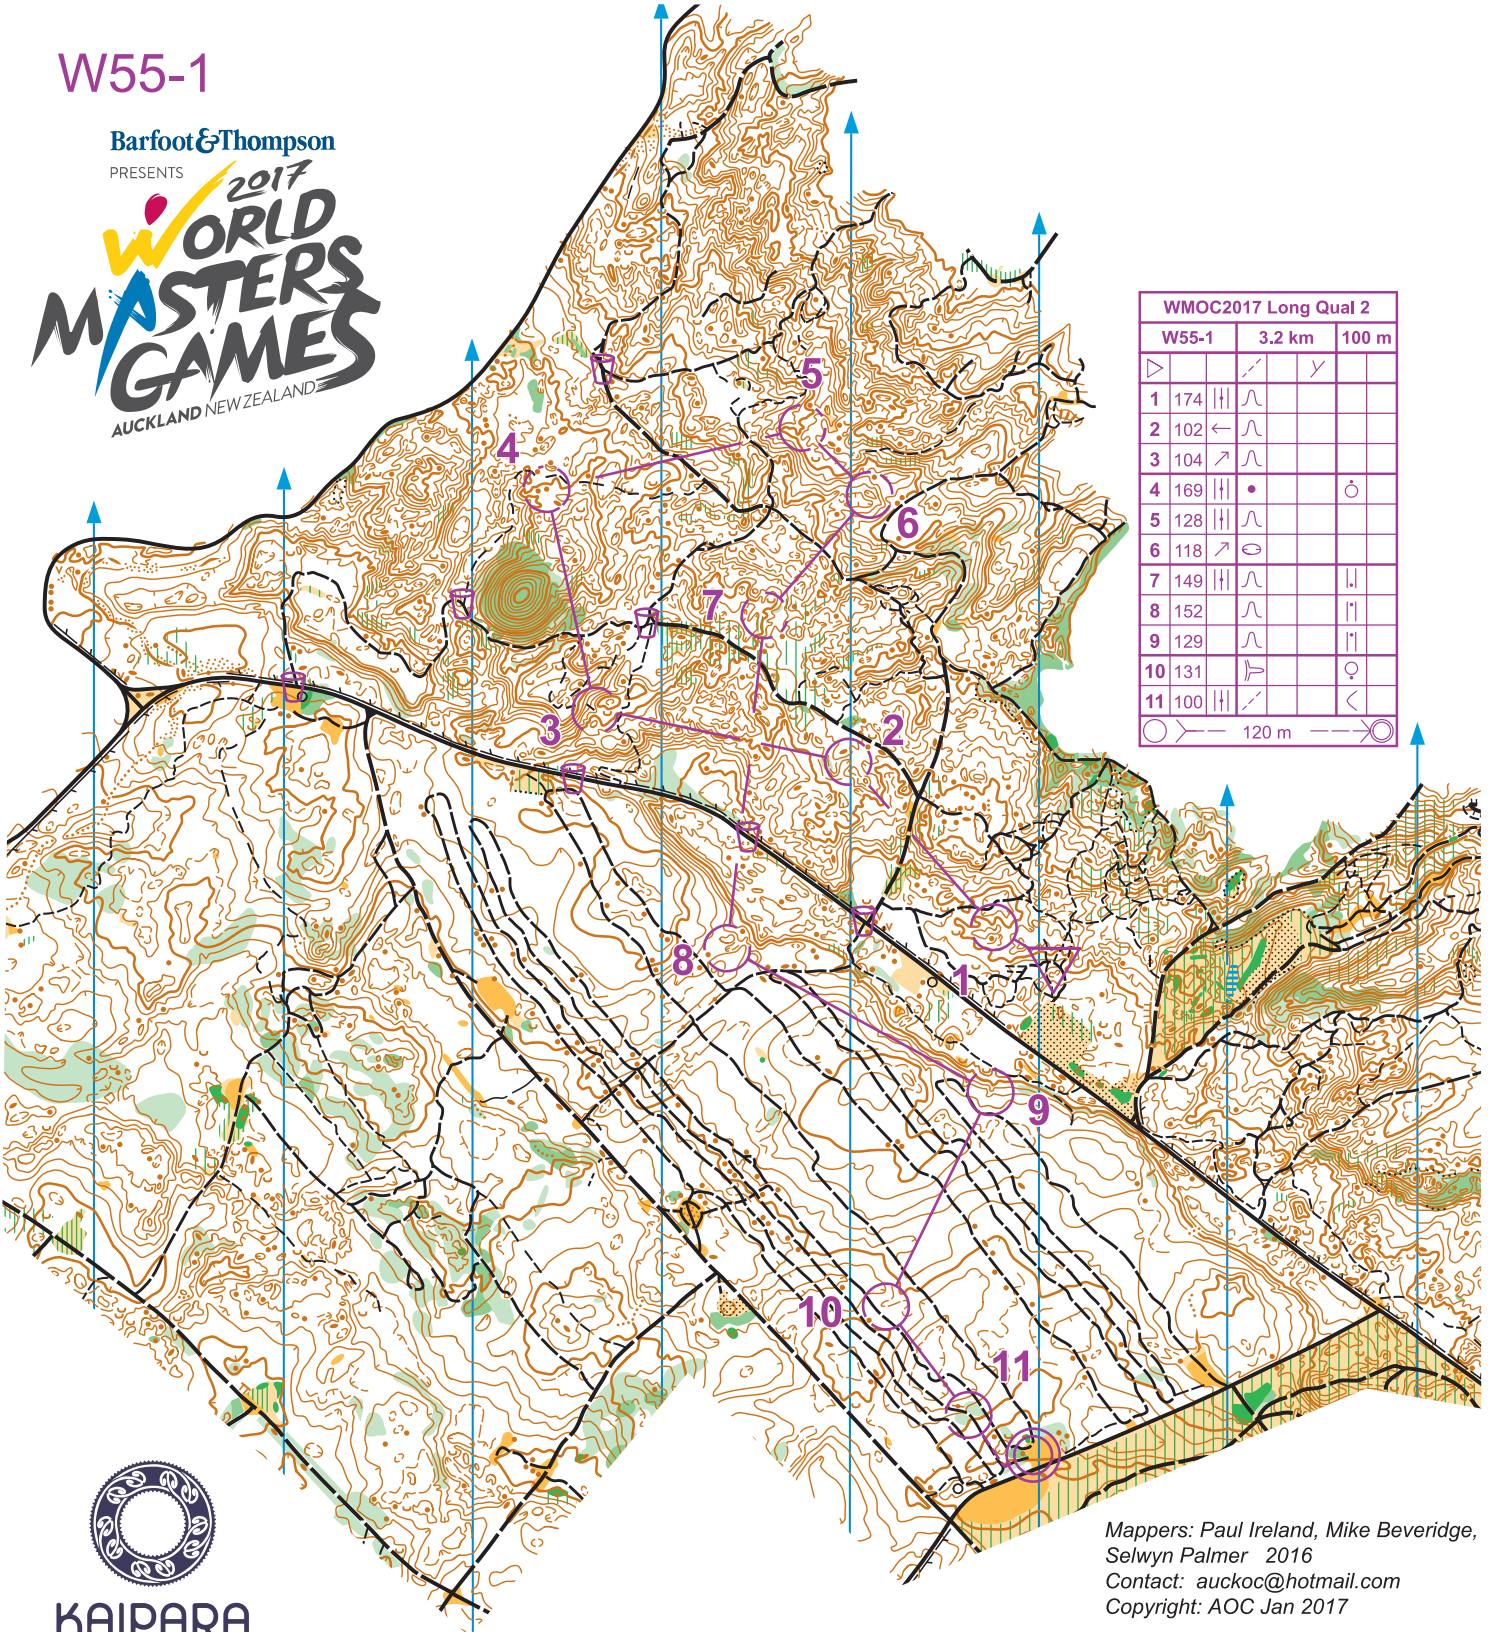 W55-1
Barfoot&Thompson
PRESENTS
2017
WORLD
MASTERS
GAMES
AUCKLAND NEW ZEALAND
WMOC2017 Long Qual 2
W55-1 3.2 km 100 m
1 174
2 102
3 104
4 169
5 128
6 118
7 149
8 152
9 129
10 131
11 100
120 m
5
4
6
7
3
2
1
8
9
10
11
Mappers: Paul Ireland, Mike Beveridge,
Selwyn Palmer 2016
Contact: auckoc@hotmail.com
Copyright: AOC Jan 2017
KAIPARA